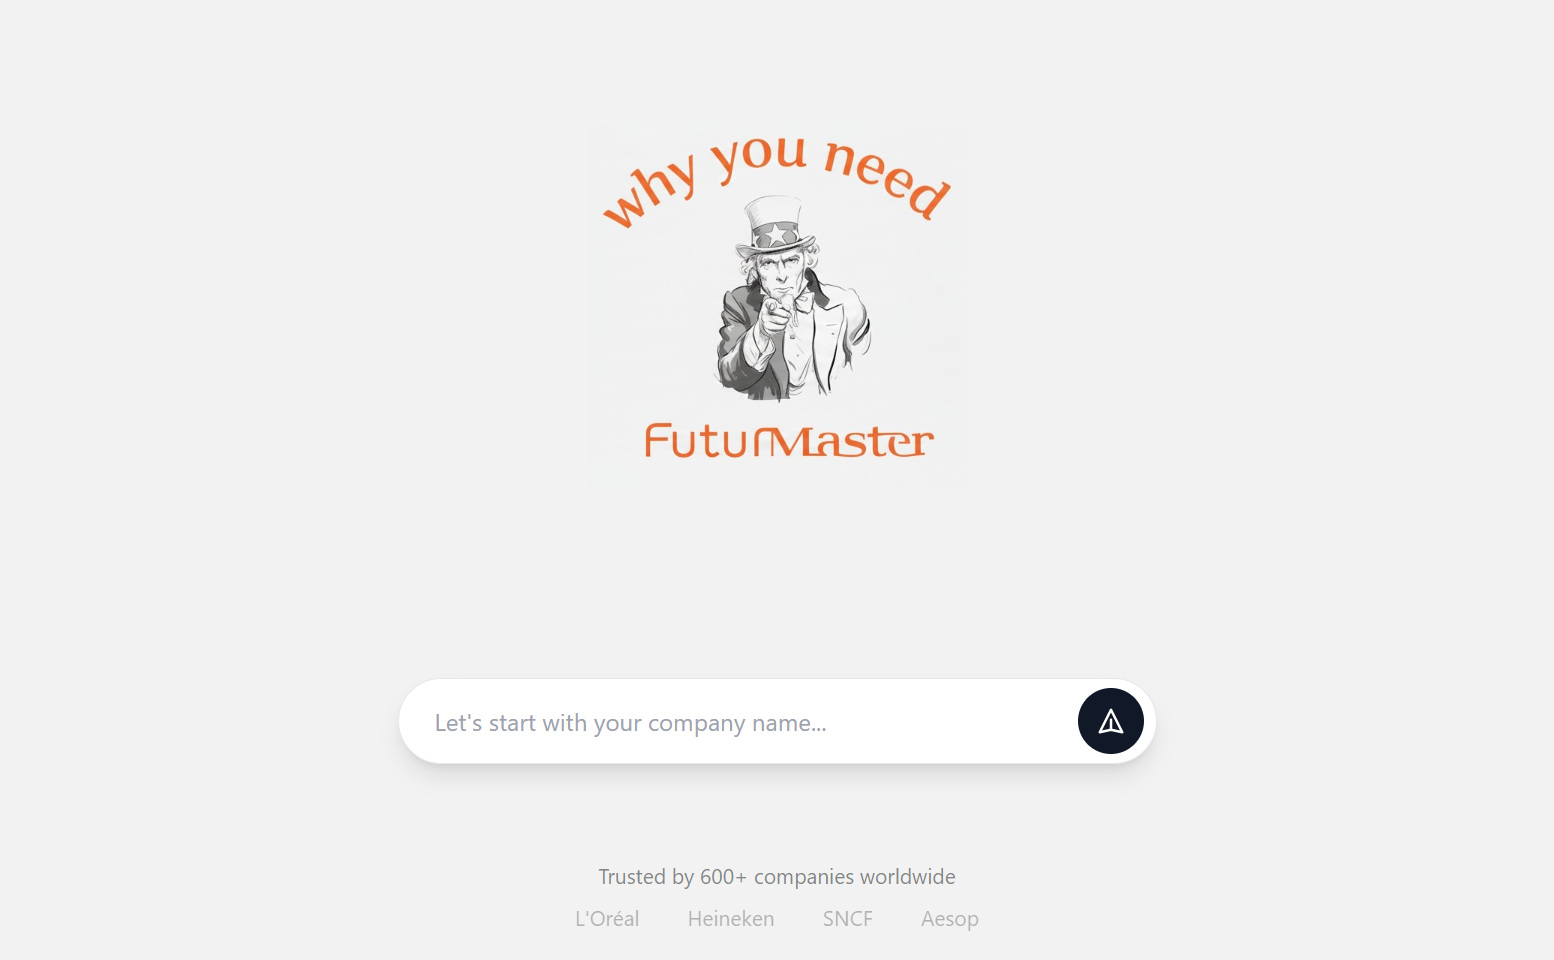 why you need
FuturMaster
Let's start with your company name...
Trusted by 600+ companies worldwide
L'Oréal Heineken SNCF Aesop